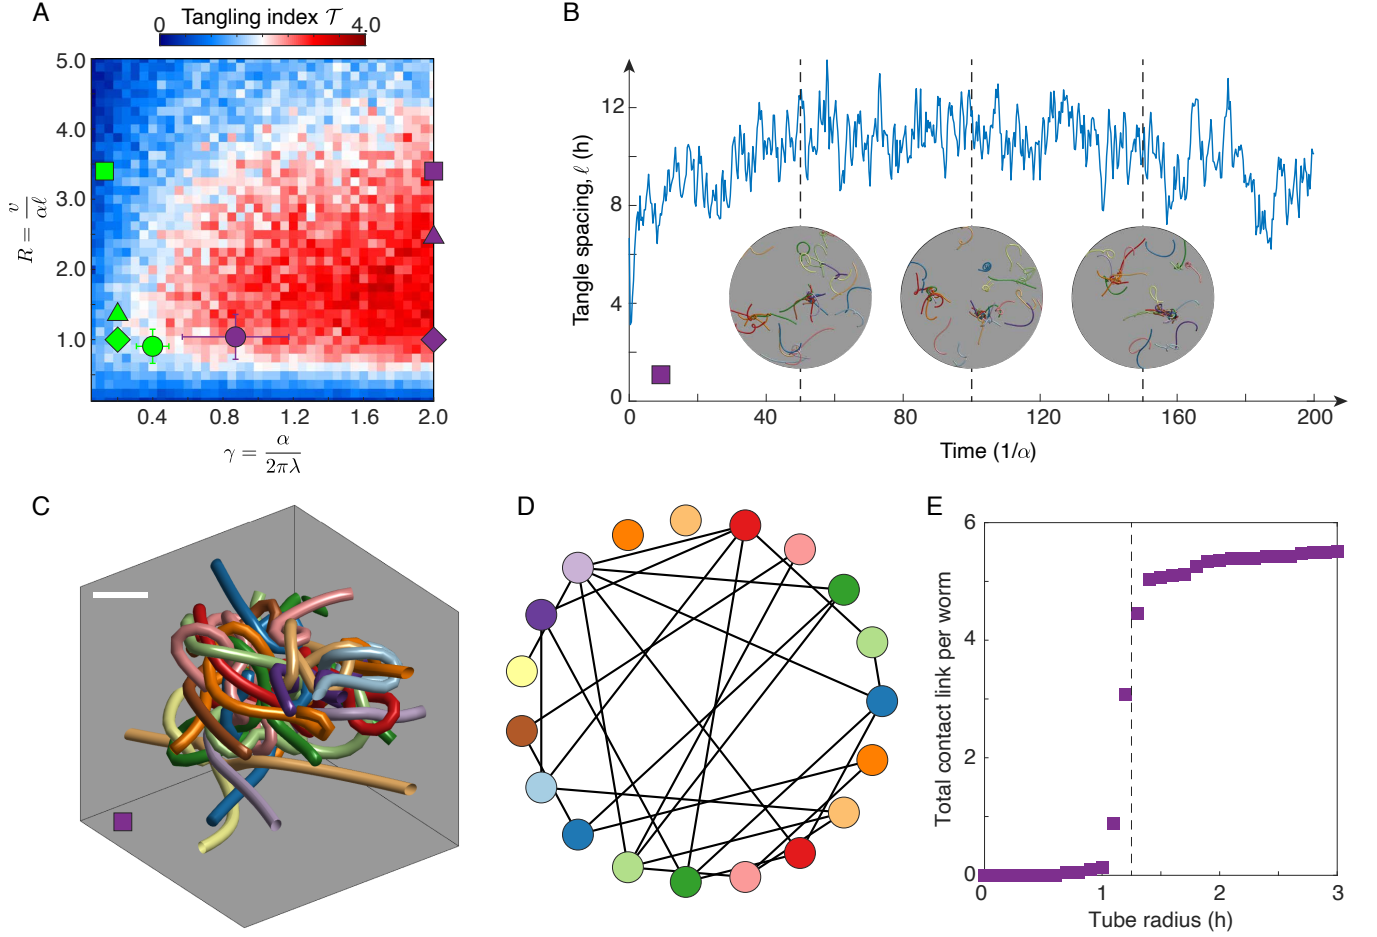 A
Tangling index 𝒯
0
4.0
5.0
4.0
3.0
2.0
1.0
R = v/αℓ
0.4
0.8
1.2
1.6
2.0
γ = α/2πλ
B
Tangle spacing, ℓ (h)
12
8
4
0
0
40
80
120
160
200
Time (1/α)
C
D
E
Total contact link per worm
6
4
2
0
0
1
2
3
Tube radius (h)